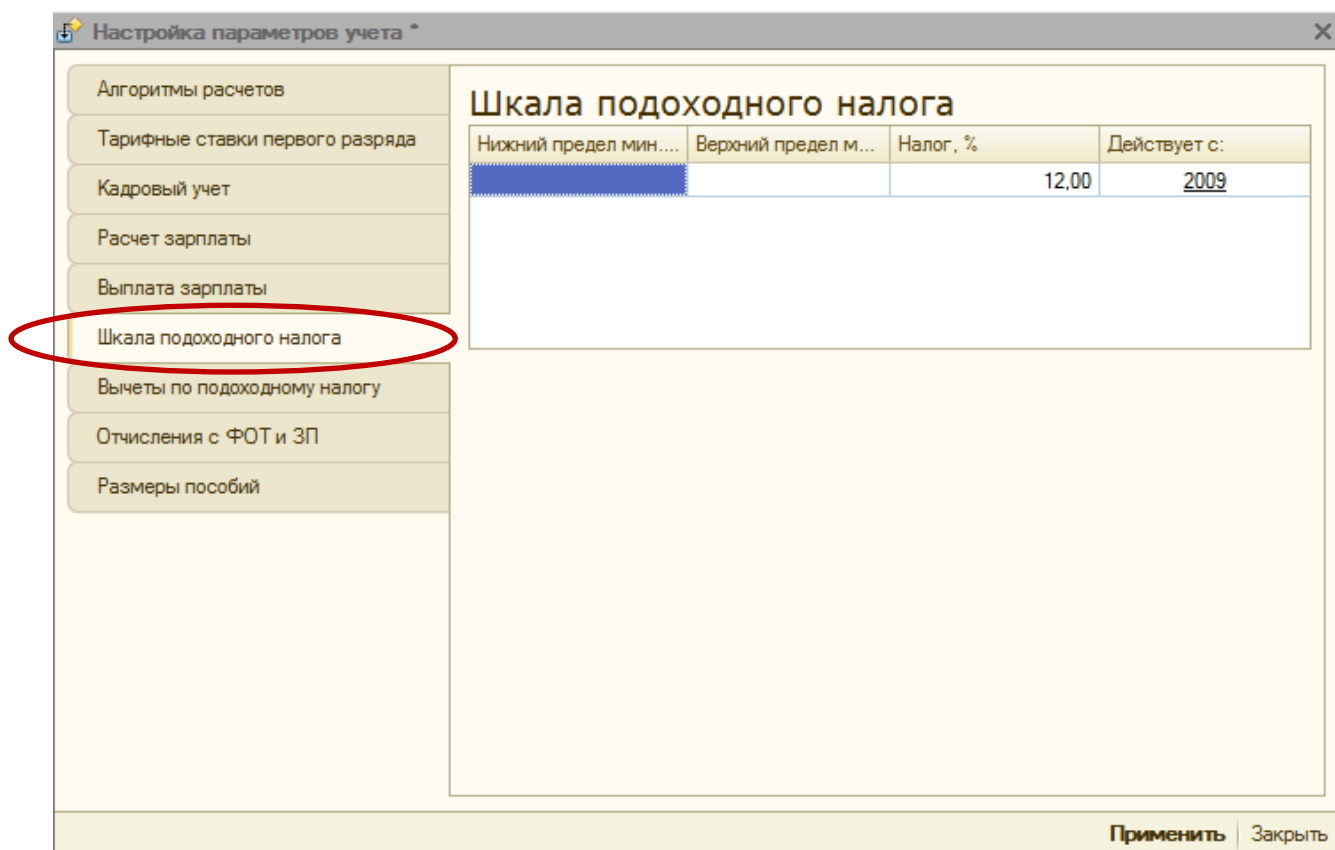 Настройка параметров учета *
Алгоритмы расчетов
Тарифные ставки первого разряда
Кадровый учет
Расчет зарплаты
Выплата зарплаты
Шкала подоходного налога
Вычеты по подоходному налогу
Отчисления с ФОТ и ЗП
Размеры пособий
Шкала подоходного налога
Нижний предел мин.... Верхний предел м... Налог, % Действует с:
12,00 2009
Применить Закрыть